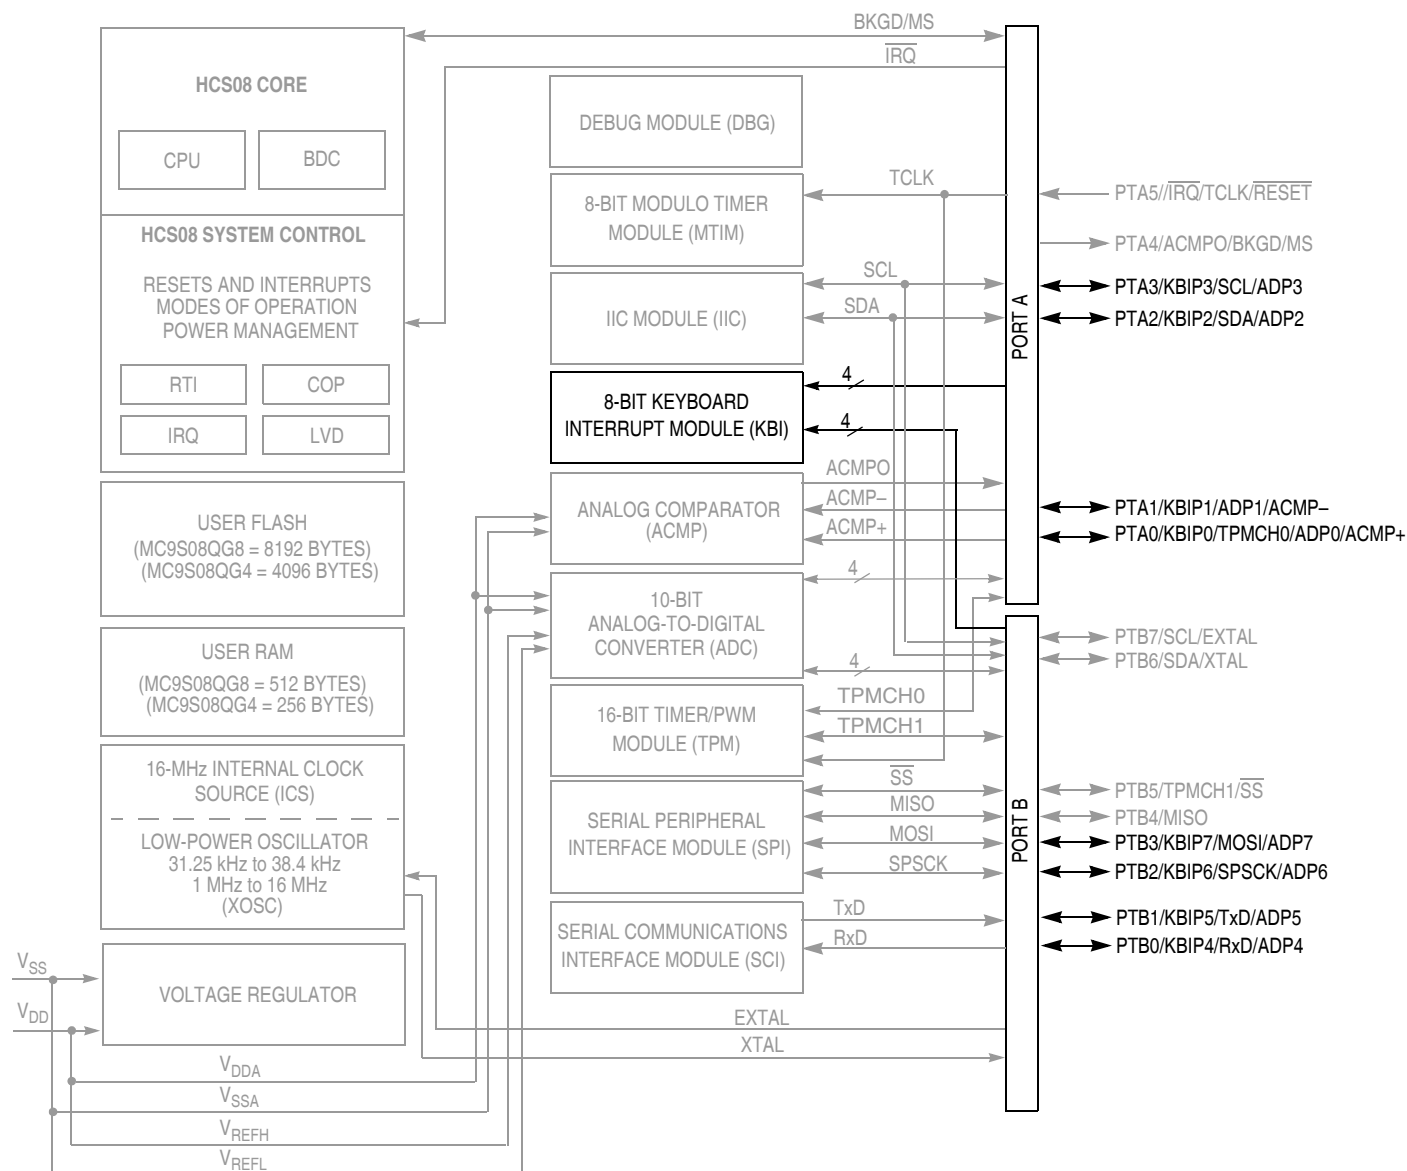 BKGD/MS
IRQ
HCS08 CORE
CPU
BDC
HCS08 SYSTEM CONTROL
RESETS AND INTERRUPTS
MODES OF OPERATION
POWER MANAGEMENT
RTI
COP
IRQ
LVD
USER FLASH
(MC9S08QG8 = 8192 BYTES)
(MC9S08QG4 = 4096 BYTES)
USER RAM
(MC9S08QG8 = 512 BYTES)
(MC9S08QG4 = 256 BYTES)
16-MHz INTERNAL CLOCK
SOURCE (ICS)
LOW-POWER OSCILLATOR
31.25 kHz to 38.4 kHz
1 MHz to 16 MHz
(XOSC)
VOLTAGE REGULATOR
VSS
VDD
VDDA
VSSA
VREFH
VREFL
DEBUG MODULE (DBG)
8-BIT MODULO TIMER
MODULE (MTIM)
TCLK
IIC MODULE (IIC)
SCL
SDA
8-BIT KEYBOARD
INTERRUPT MODULE (KBI)
4
4
ANALOG COMPARATOR
(ACMP)
ACMPO
ACMP–
ACMP+
10-BIT
ANALOG-TO-DIGITAL
CONVERTER (ADC)
4
4
16-BIT TIMER/PWM
MODULE (TPM)
TPMCH0
TPMCH1
SERIAL PERIPHERAL
INTERFACE MODULE (SPI)
SS
MISO
MOSI
SPSCK
SERIAL COMMUNICATIONS
INTERFACE MODULE (SCI)
TxD
RxD
EXTAL
XTAL
PORT A
PTA5//IRQ/TCLK/RESET
PTA4/ACMPO/BKGD/MS
PTA3/KBIP3/SCL/ADP3
PTA2/KBIP2/SDA/ADP2
PTA1/KBIP1/ADP1/ACMP–
PTA0/KBIP0/TPMCH0/ADP0/ACMP+
PORT B
PTB7/SCL/EXTAL
PTB6/SDA/XTAL
PTB5/TPMCH1/SS
PTB4/MISO
PTB3/KBIP7/MOSI/ADP7
PTB2/KBIP6/SPSCK/ADP6
PTB1/KBIP5/TxD/ADP5
PTB0/KBIP4/RxD/ADP4